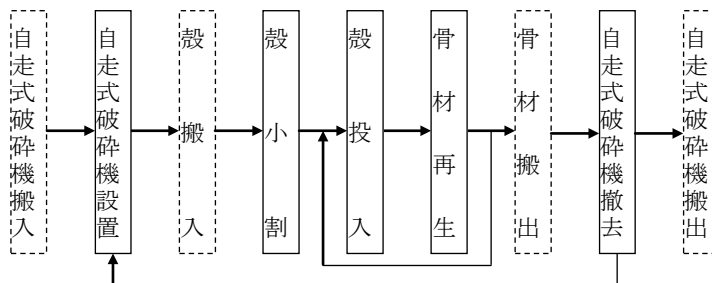 自走式破砕機搬入
自走式破砕機設置
殻搬入
殻小割
殻投入
骨材再生
骨材搬出
自走式破砕機撤去
自走式破砕機搬出